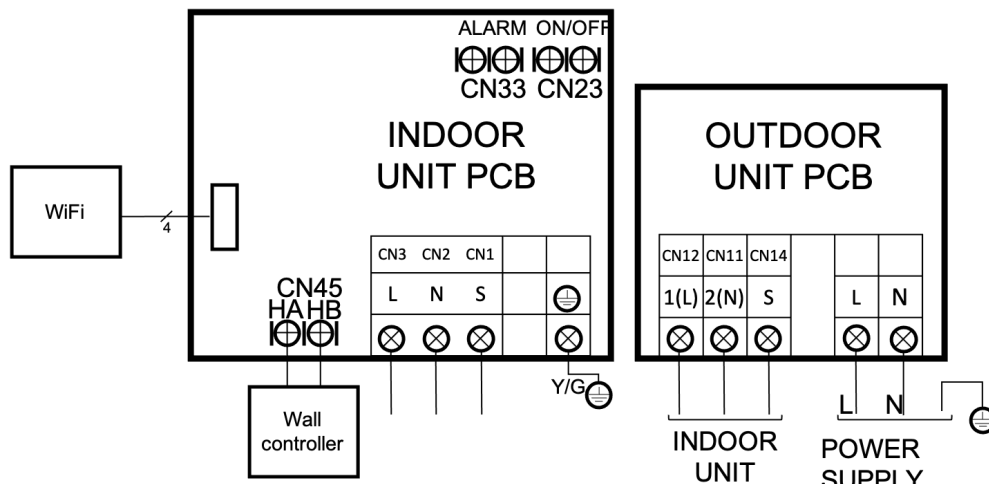 ALARM ON/OFF
CN33 CN23
INDOOR
UNIT PCB
WiFi
4
CN45
HA HB
CN3 CN2 CN1
L N S
Y/G
Wall
controller
OUTDOOR
UNIT PCB
CN12 CN11 CN14
1(L) 2(N) S L N
L N
INDOOR
UNIT
POWER
SUPPLY